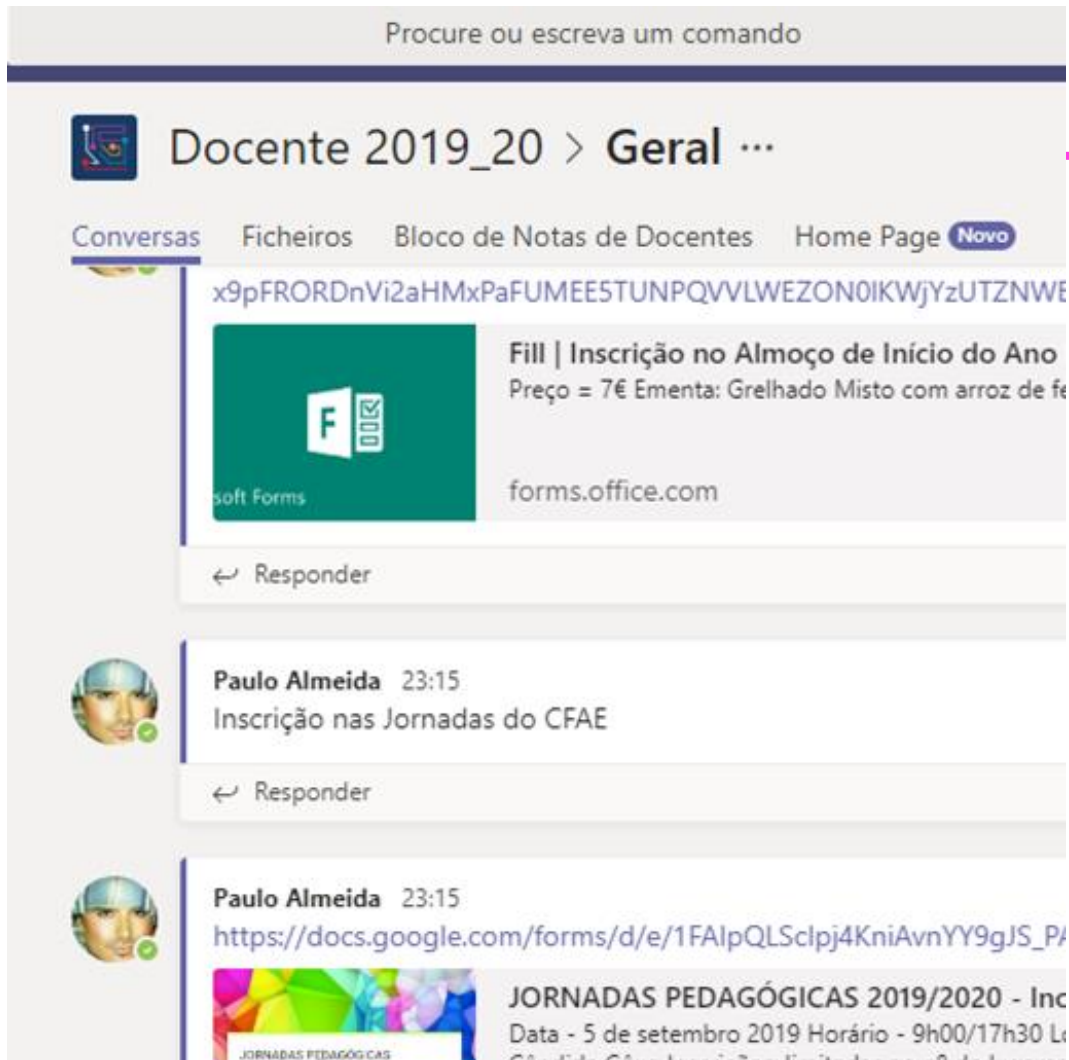 Procure ou escreva um comando
Docente 2019_20 > Geral ...
Conversas Ficheiros Bloco de Notas de Docentes Home Page Novo
Fill | Inscrição no Almoço de Início do Ano
Preço = 7€ Ementa: Grelhado Misto com arroz de fe
soft Forms
forms.office.com
Responder
Paulo Almeida 23:15
Inscrição nas Jornadas do CFAE
Responder
Paulo Almeida 23:15
https://docs.google.com/forms/d/e/
JORNADAS PEDAGÓGICAS 2019/2020 - Inc
Data - 5 de setembro 2019 Horário - 9h00/17h30 Lo
JORNADAS PEDAGÓGICAS